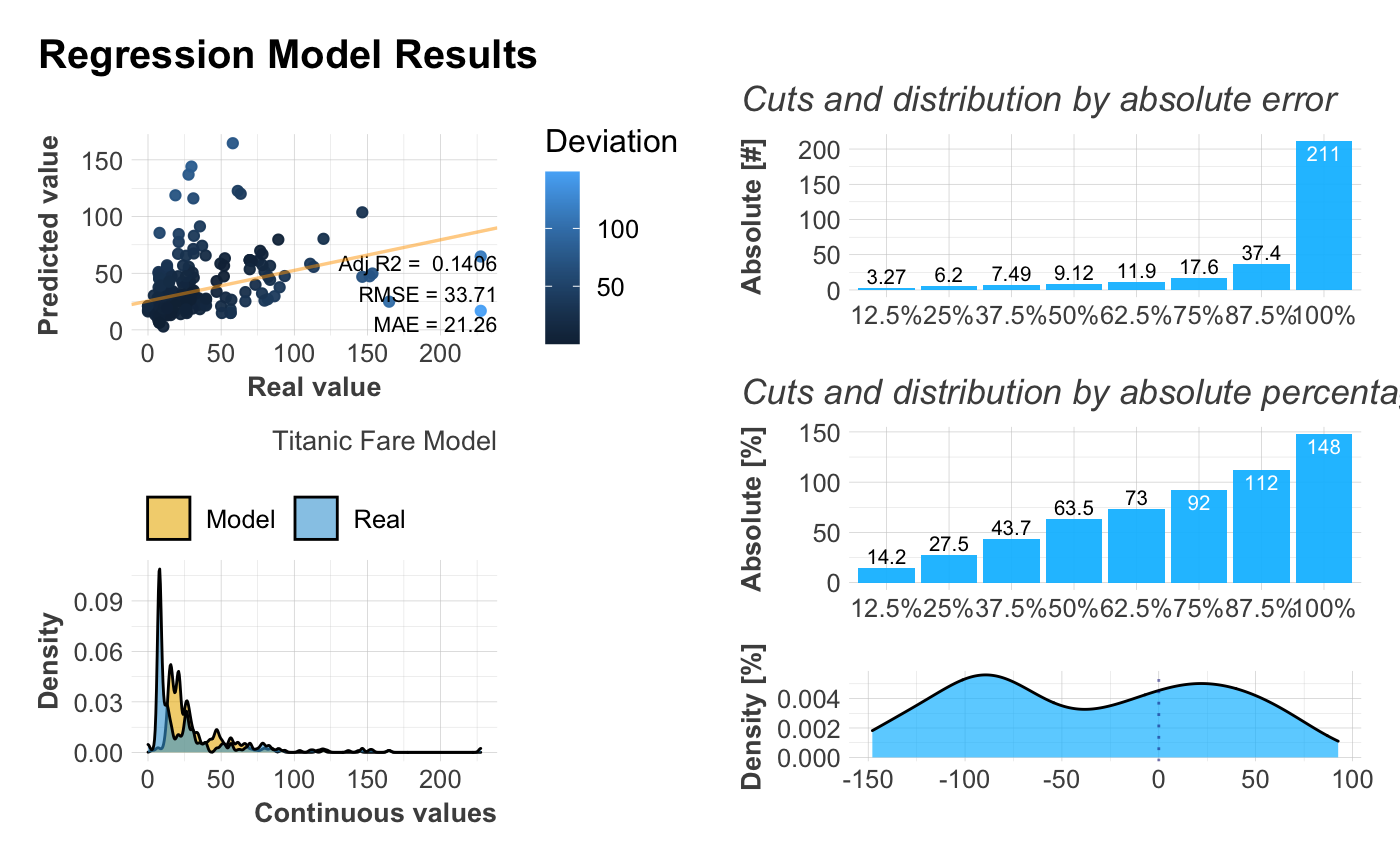 Regression Model Results
Deviation
100
50
Predicted value
150
100
50
0
Adj R2 = 0.1406
RMSE = 33.71
MAE = 21.26
0 50 100 150 200
Real value
Titanic Fare Model
Model Real
Density
0.09
0.06
0.03
0.00
0 50 100 150 200
Continuous values
Cuts and distribution by absolute error
Absolute [#]
200
150
100
50
0
3.27 6.2 7.49 9.12 11.9 17.6 37.4 211
12.5% 25% 37.5% 50% 62.5% 75% 87.5% 100%
Cuts and distribution by absolute percenta
Absolute [%]
150
100
50
0
14.2 27.5 43.7 63.5 73 92 112 148
12.5% 25% 37.5% 50% 62.5% 75% 87.5% 100%
Density [%]
0.004
0.002
0.000
-150 -100 -50 0 50 100